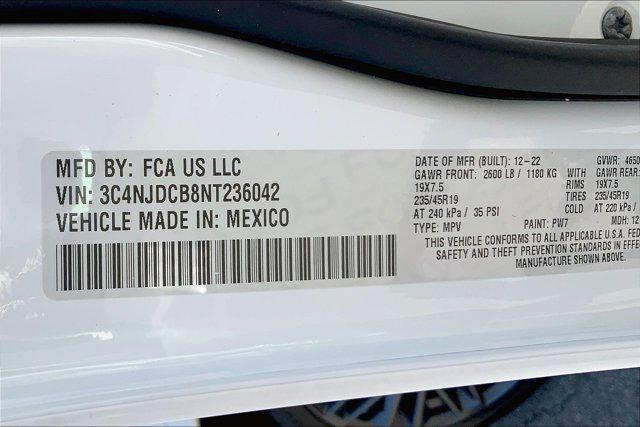 MFD BY: FCA US LLC
VIN: 3C4NJDCB8NT236042
VEHICLE MADE IN: MEXICO
DATE OF MFR (BUILT): 12-22 GVWR: 4650
GAWR FRONT: 2600 LB / 1180 KG WITH GAWR REAR:
19X7.5 RIMS 19X7.5
235/45R19 TIRES 235/45R19
AT 240 kPa / 35 PSI COLD AT 220 kPa /
TYPE: MPV PAINT: PW7 MDH: 12
THIS VEHICLE CONFORMS TO ALL APPLICABLE U.S.A. FED
SAFETY AND THEFT PREVENTION STANDARDS IN EFFE
MANUFACTURE SHOWN ABOVE.